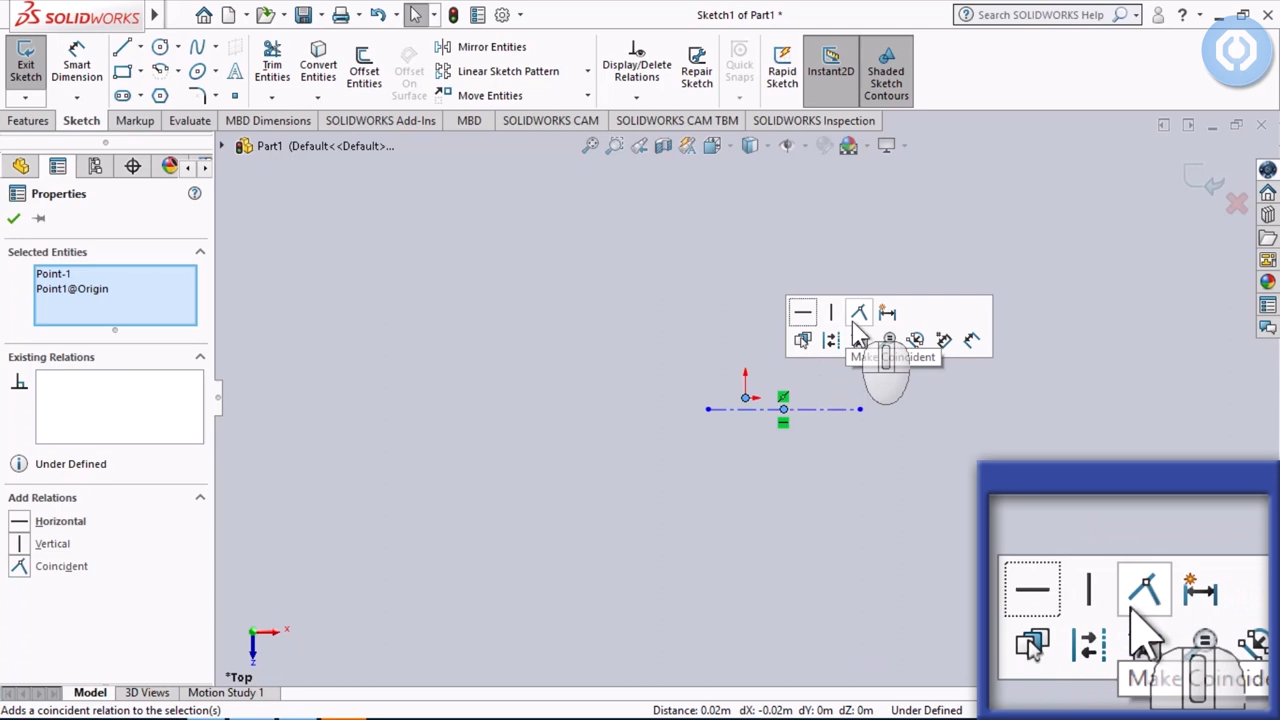 SOLIDWORKS
Sketch1 of Part1 *
Search SOLIDWORKS Help
Exit Sketch
Smart Dimension
Trim Entities
Convert Entities
Offset Entities
Offset On Surface
Mirror Entities
Linear Sketch Pattern
Move Entities
Display/Delete Relations
Repair Sketch
Quick Snaps
Rapid Sketch
Instant2D
Shaded Sketch Contours
Features
Sketch
Markup
Evaluate
MBD Dimensions
SOLIDWORKS Add-Ins
MBD
SOLIDWORKS CAM
SOLIDWORKS CAM TBM
SOLIDWORKS Inspection
Part1 (Default<<Default>...
Properties
Selected Entities
Point-1
Point1@Origin
Existing Relations
Under Defined
Add Relations
Horizontal
Vertical
Coincident
Make Coincident
Make Coincide
x
z
*Top
Model
3D Views
Motion Study 1
Adds a coincident relation to the selection(s)
Distance: 0.02m dX: -0.02m dY: 0m dZ: 0m
Under Defined